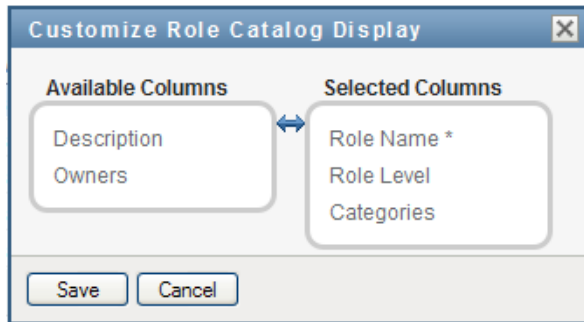 Customize Role Catalog Display
Available Columns
Description
Owners
Selected Columns
Role Name *
Role Level
Categories
Save
Cancel